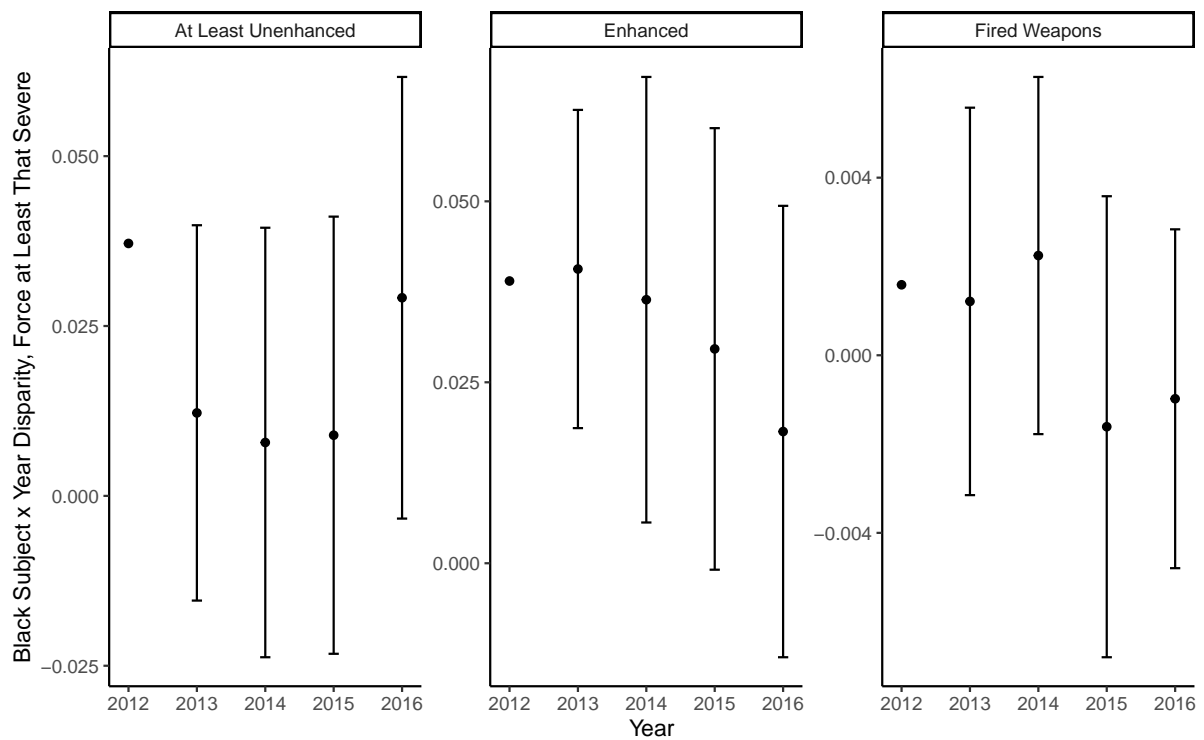 At Least Unenhanced
Enhanced
Fired Weapons
Black Subject x Year Disparity, Force at Least That Severe
0.050
0.025
0.000
−0.025
0.050
0.025
0.000
0.004
0.000
−0.004
2012 2013 2014 2015 2016
2012 2013 2014 2015 2016
2012 2013 2014 2015 2016
Year